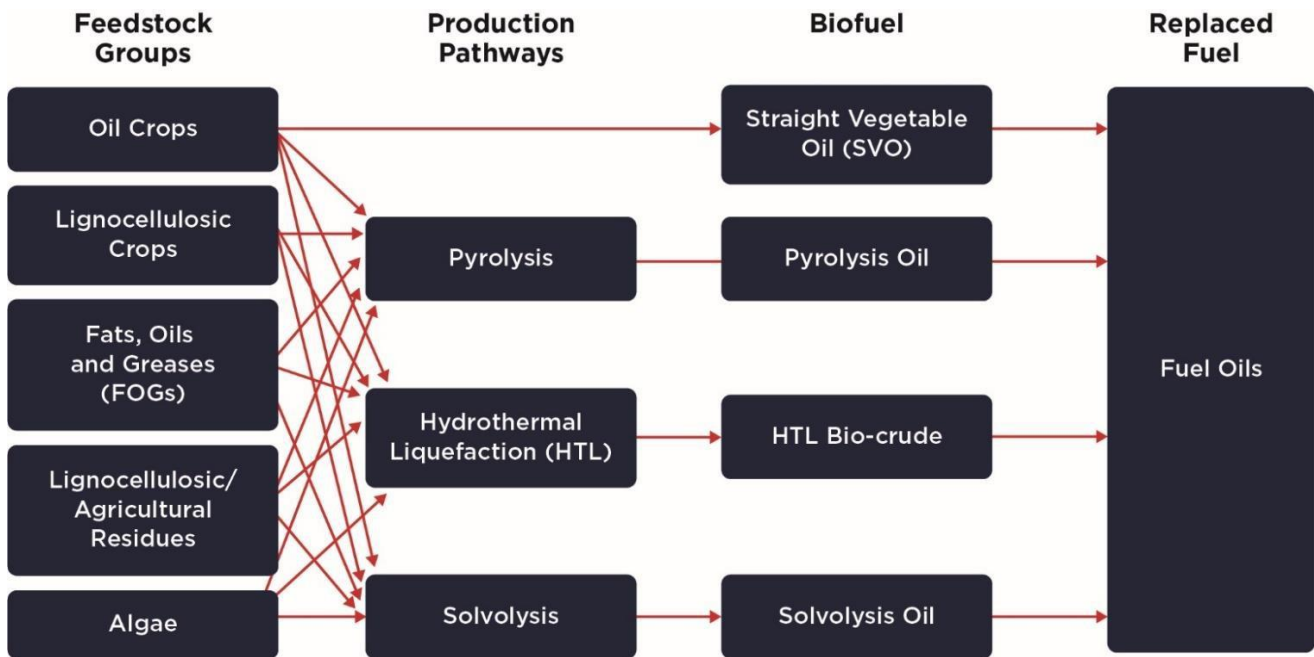 Feedstock
Groups
Production
Pathways
Biofuel
Replaced
Fuel
Oil Crops
Lignocellulosic
Crops
Fats, Oils
and Greases
(FOGs)
Lignocellulosic/
Agricultural
Residues
Algae
Pyrolysis
Hydrothermal
Liquefaction (HTL)
Solvolysis
Straight Vegetable
Oil (SVO)
Pyrolysis Oil
HTL Bio-crude
Solvolysis Oil
Fuel Oils